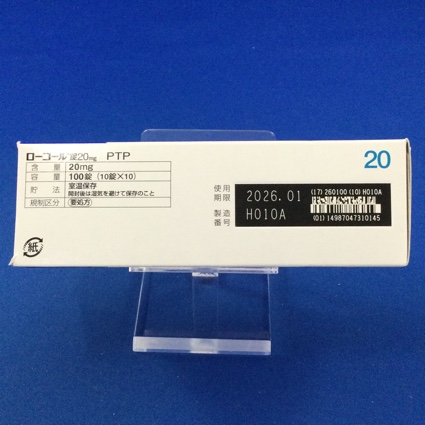 ローコール錠20mg PTP
含 量 20mg
容 量 100錠 (10錠×10)
貯 法 室温保存
開封後は湿気を避けて保存のこと
規制区分 要処方
紙
20
使用
期限 2026.01
製造
番号 H010A
(17) 260100 (10) H010A
(01) 14987047310145